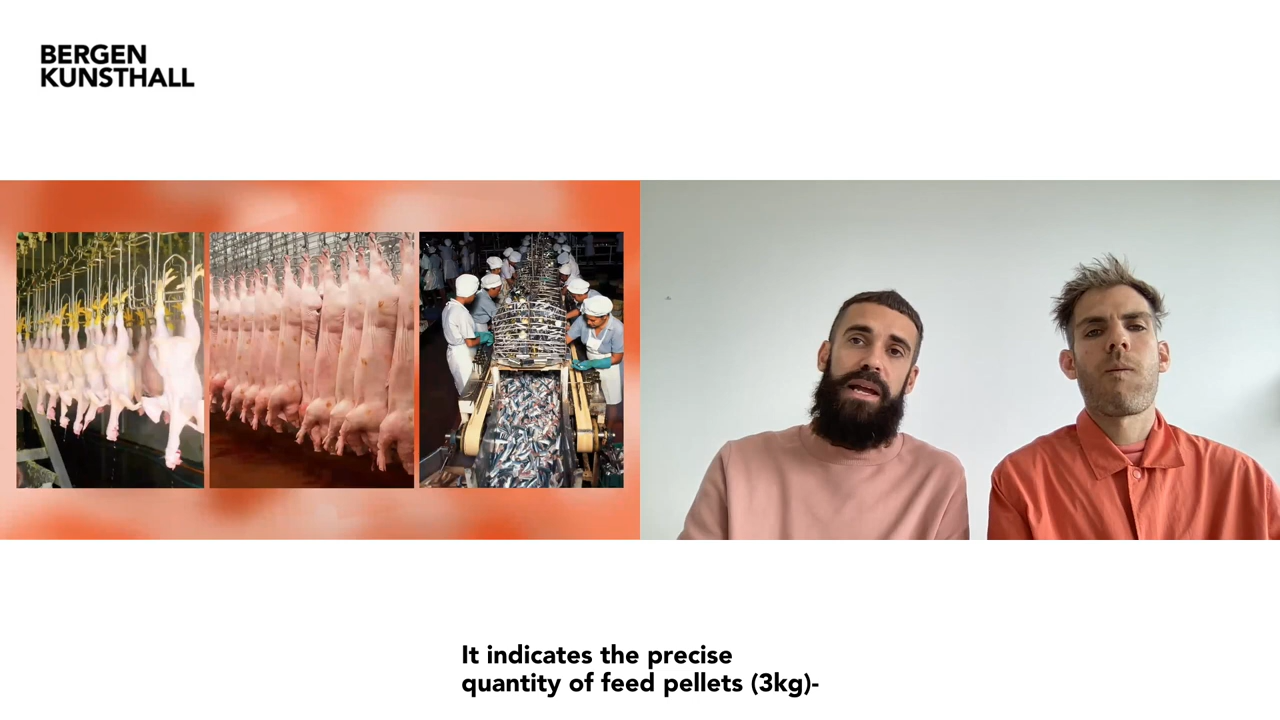 BERGEN
KUNSTHALL
It indicates the precise
quantity of feed pellets (3kg)-